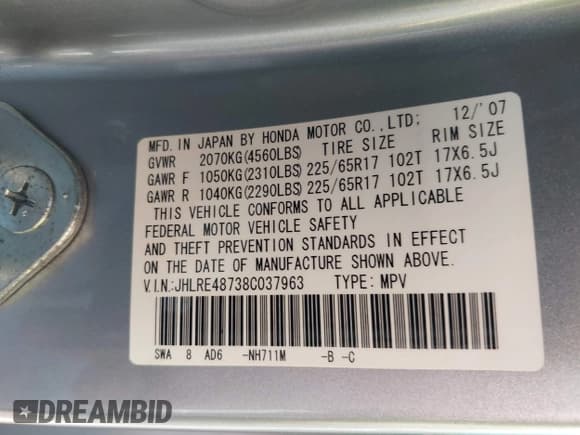 MFD. IN JAPAN BY HONDA MOTOR CO.,LTD: 12/'07
GVWR 2070KG(4560LBS) TIRE SIZE RIM SIZE
GAWR F 1050KG(2310LBS) 225/65R17 102T 17X6.5J
GAWR R 1040KG(2290LBS) 225/65R17 102T 17X6.5J
THIS VEHICLE CONFORMS TO ALL APPLICABLE
FEDERAL MOTOR VEHICLE SAFETY
AND THEFT PREVENTION STANDARDS IN EFFECT
ON THE DATE OF MANUFACTURE SHOWN ABOVE.
V.I.N.:JHLRE48738C037963 TYPE: MPV
SWA 8 AD6 -NH711M -B -C
DREAMBID